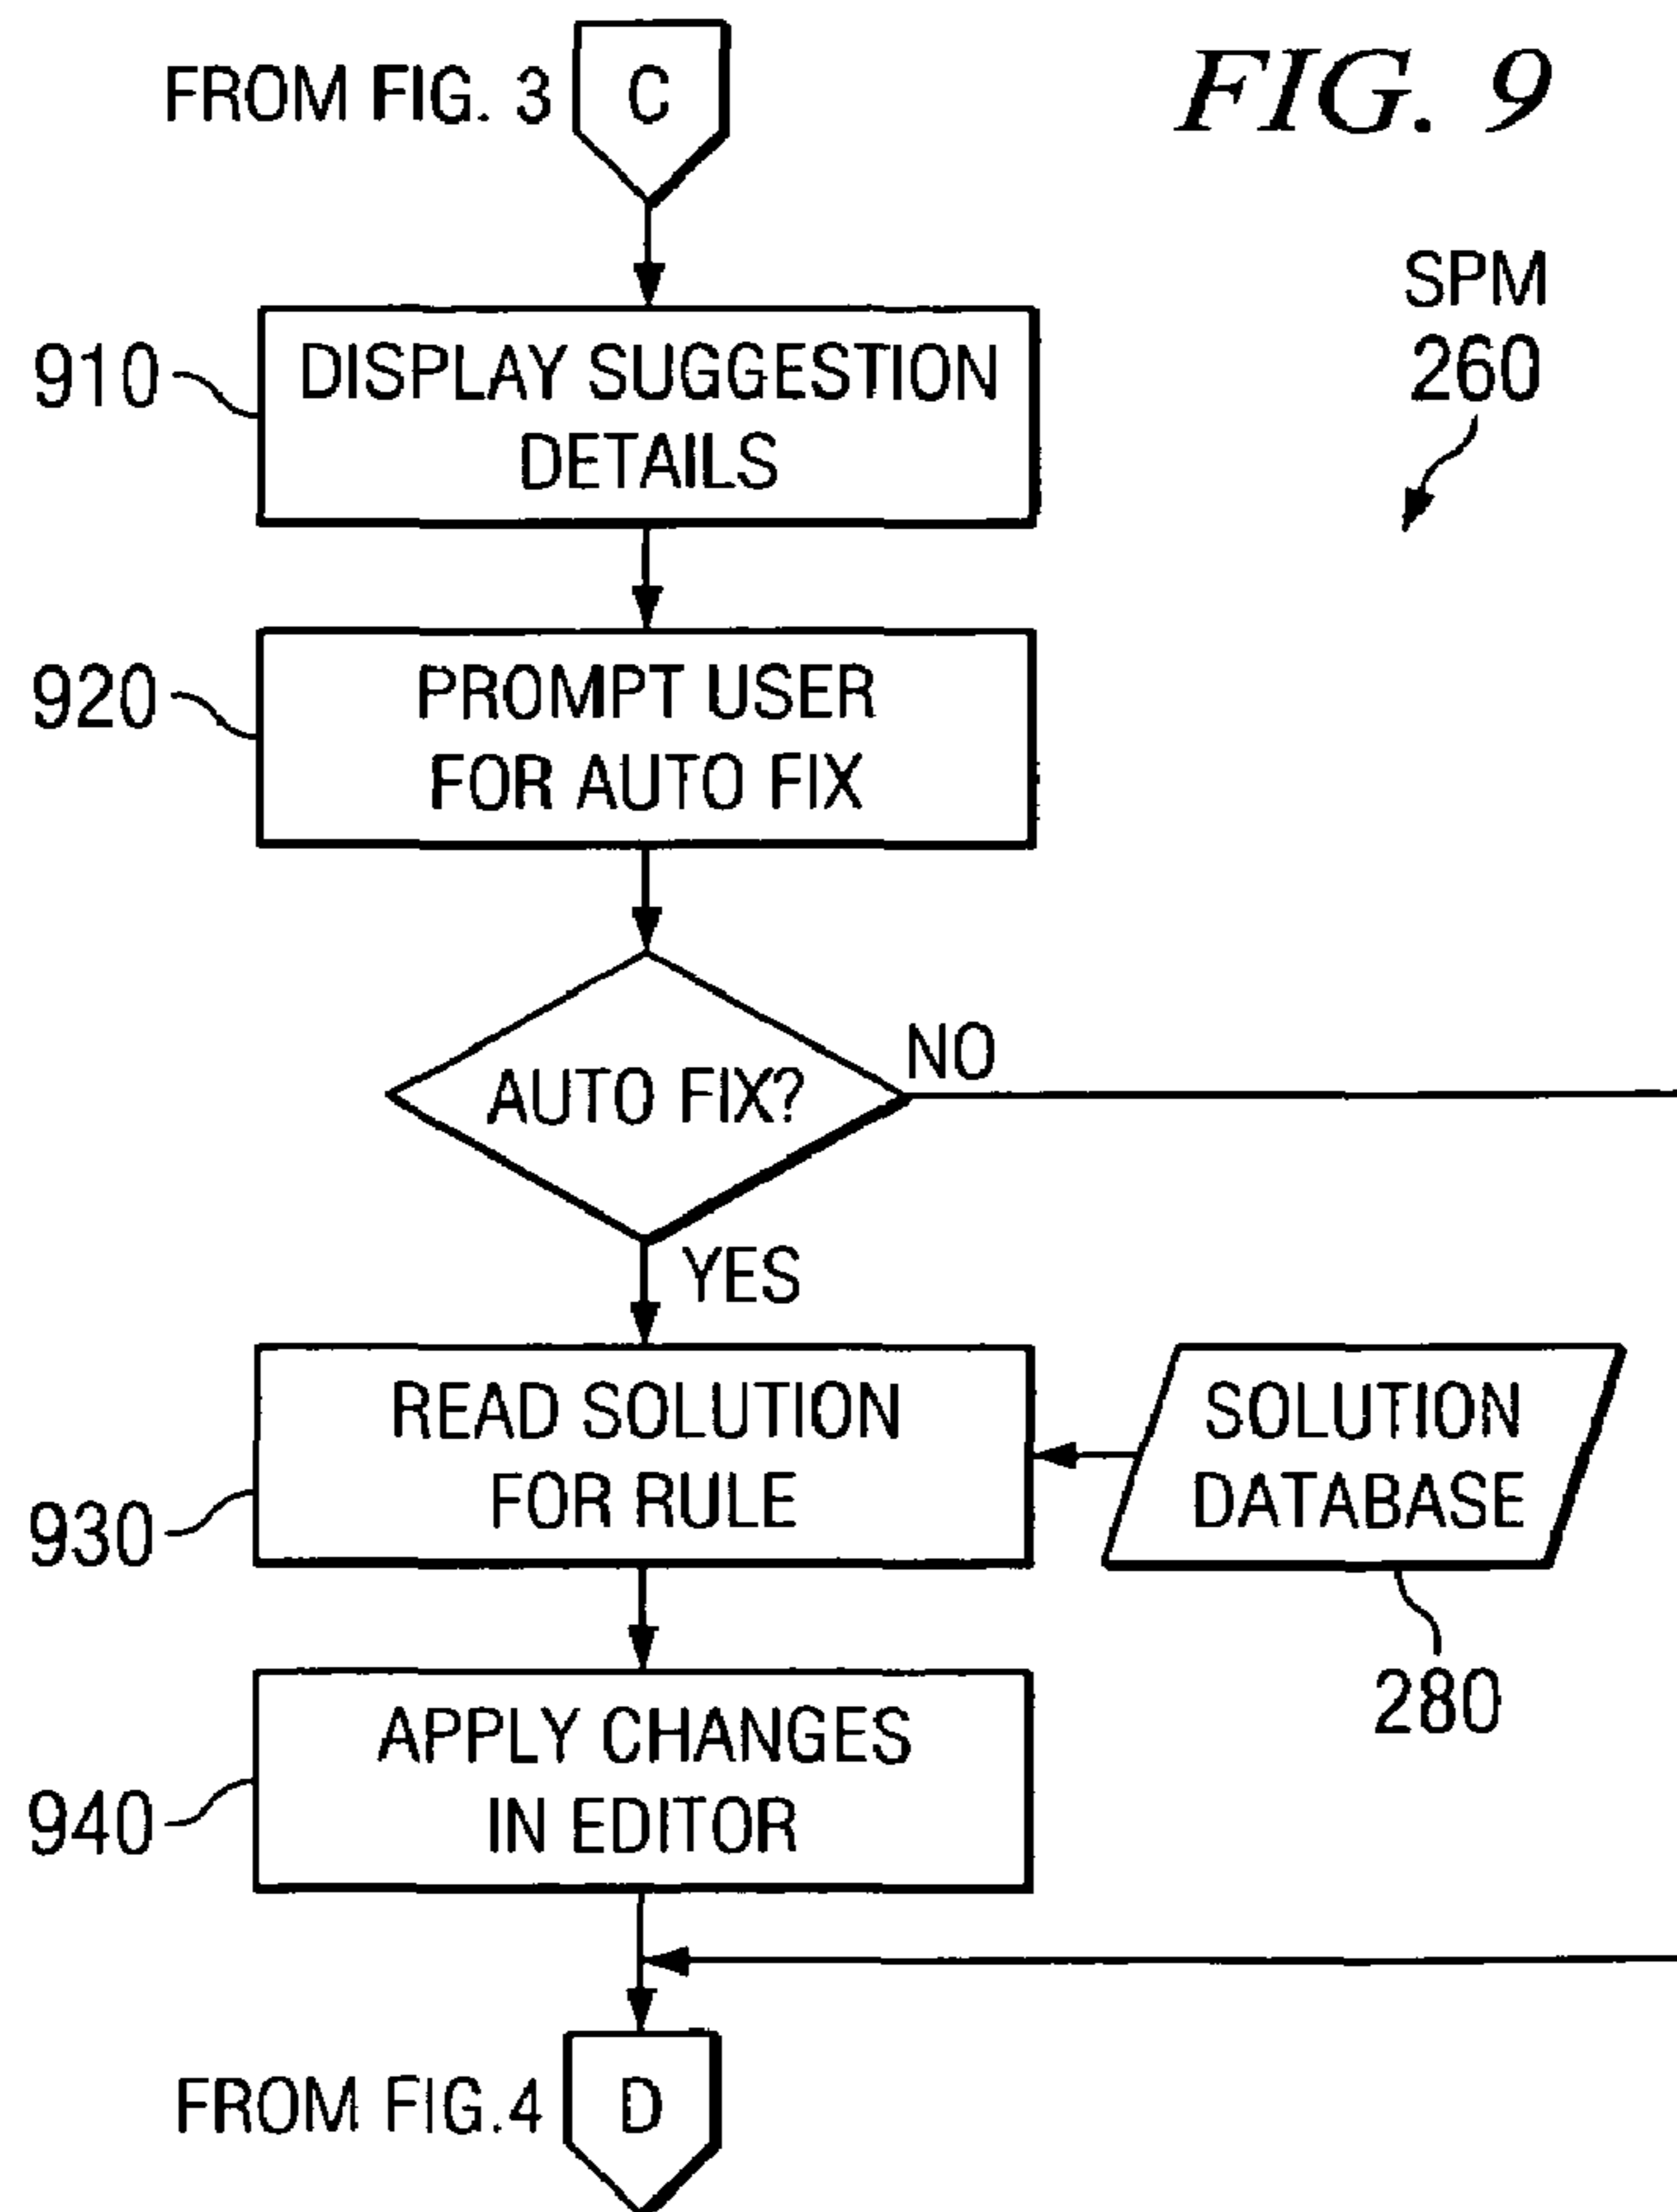 FROM FIG. 3
C
FIG. 9
SPM
260
910
DISPLAY SUGGESTION
DETAILS
920
PROMPT USER
FOR AUTO FIX
AUTO FIX?
NO
YES
930
READ SOLUTION
FOR RULE
SOLUTION
DATABASE
280
940
APPLY CHANGES
IN EDITOR
FROM FIG.4
D